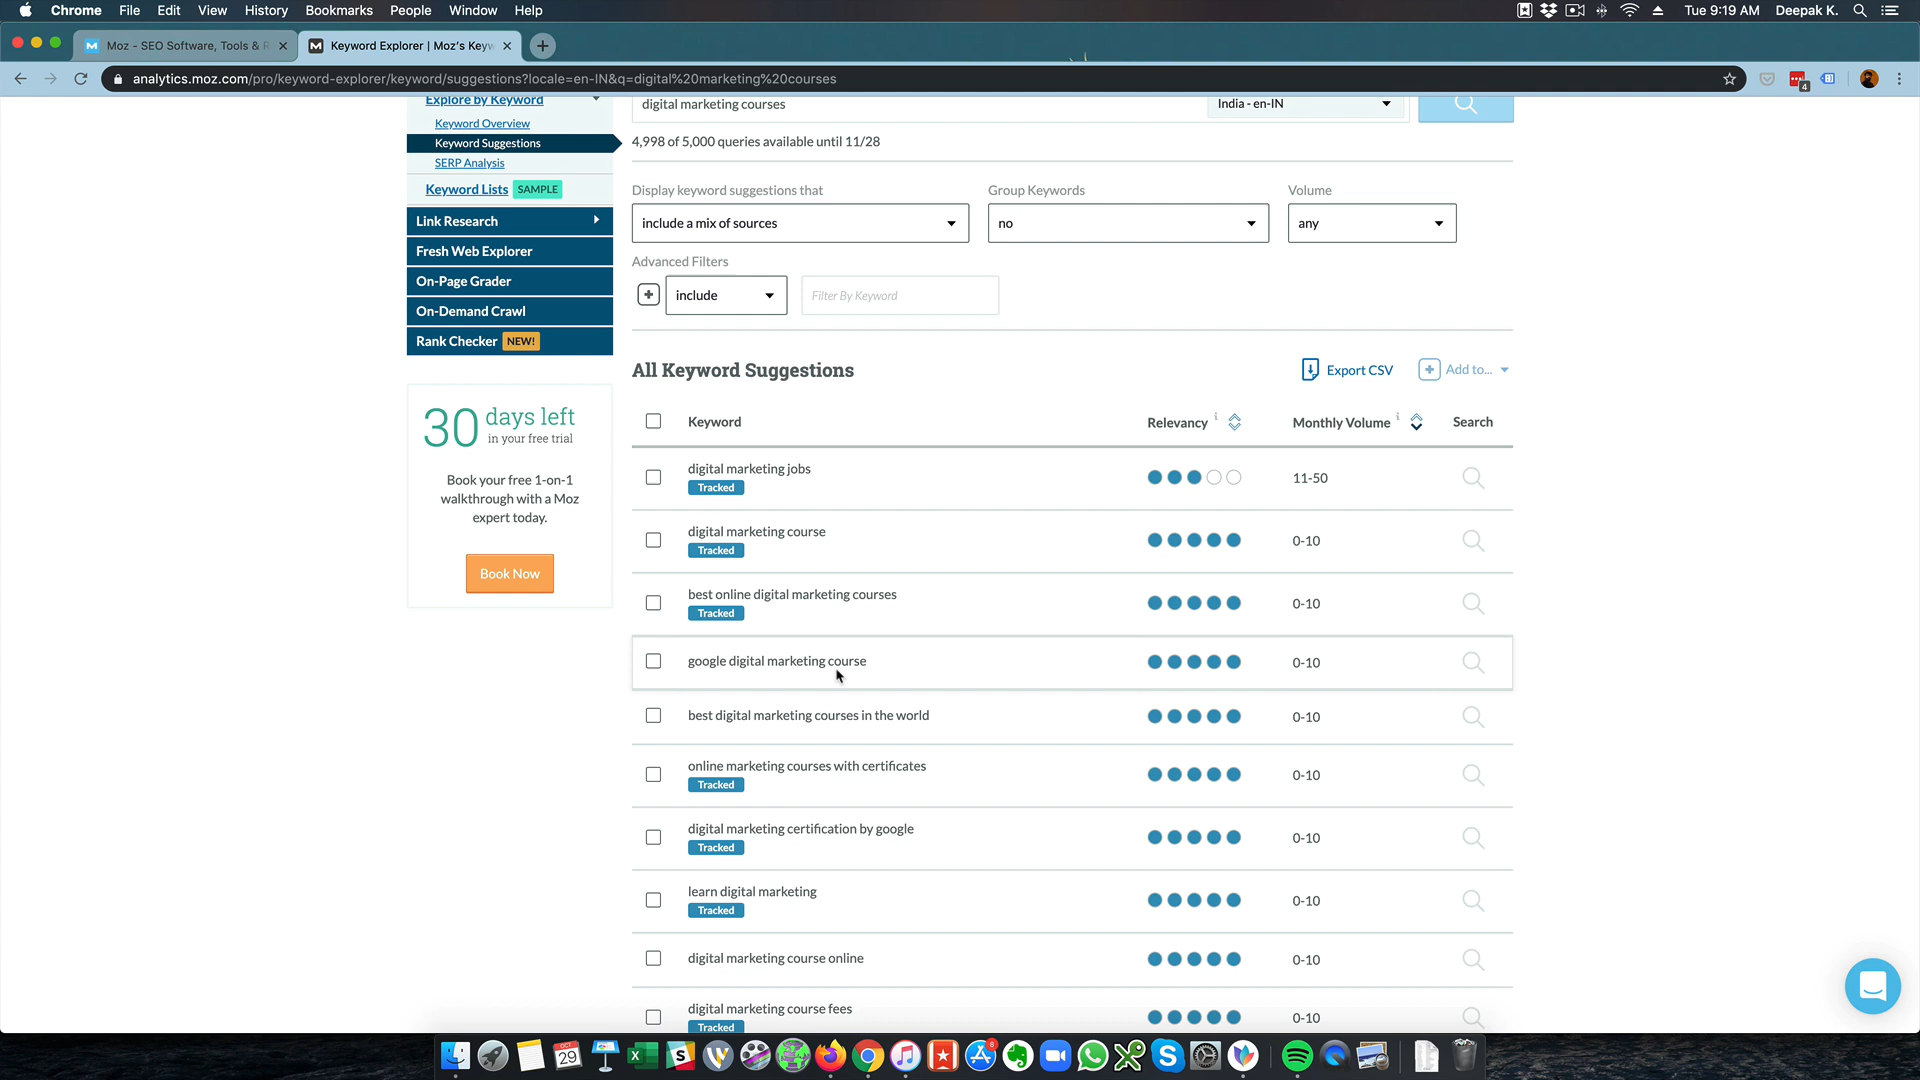 Chrome File Edit View History Bookmarks People Window Help Tue 9:19 AM Deepak K.
Moz - SEO Software, Tools & R
Keyword Explorer | Moz's Keyw
analytics.moz.com/pro/keyword-explorer/keyword/suggestions?locale=en-IN&q=digital%20marketing%20courses
4
Explore by Keyword
Keyword Overview
Keyword Suggestions
SERP Analysis
Keyword Lists SAMPLE
Link Research
Fresh Web Explorer
On-Page Grader
On-Demand Crawl
Rank Checker NEW!
30 days left
in your free trial
Book your free 1-on-1
walkthrough with a Moz
expert today.
Book Now
digital marketing courses
India - en-IN
4,998 of 5,000 queries available until 11/28
Display keyword suggestions that Group Keywords Volume
include a mix of sources no any
Advanced Filters
include Filter By Keyword
All Keyword Suggestions Export CSV Add to...
Keyword Relevancy i Monthly Volume i Search
digital marketing jobs 11-50
Tracked
digital marketing course 0-10
Tracked
best online digital marketing courses 0-10
Tracked
google digital marketing course 0-10
best digital marketing courses in the world 0-10
online marketing courses with certificates 0-10
Tracked
digital marketing certification by google 0-10
Tracked
learn digital marketing 0-10
Tracked
digital marketing course online 0-10
digital marketing course fees 0-10
Tracked
OCT
29
8